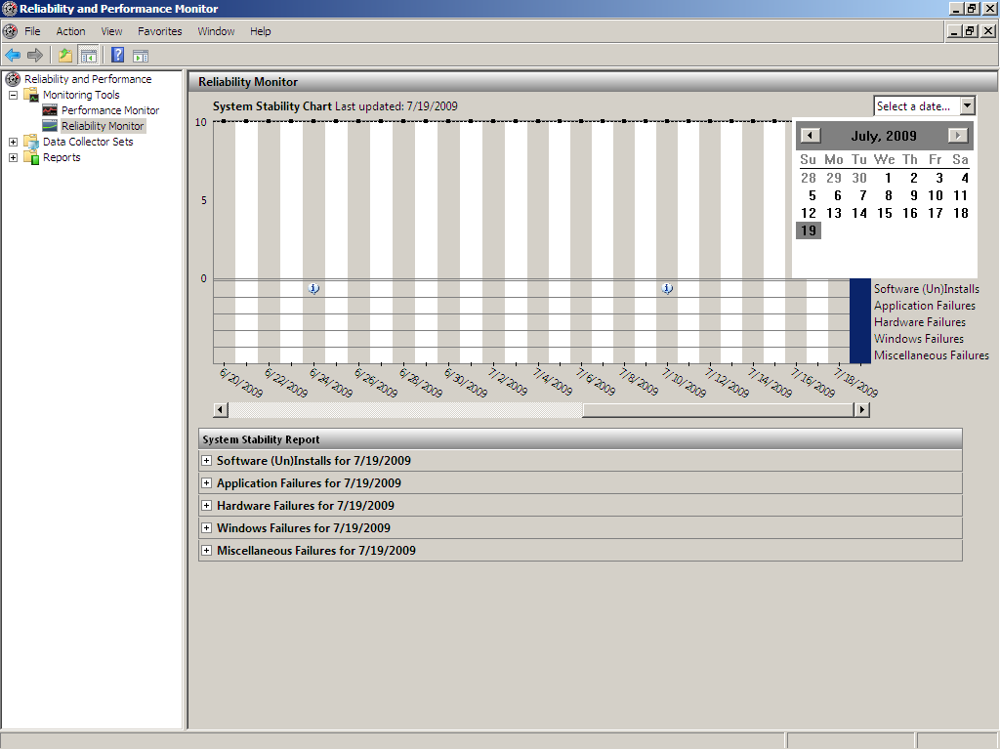 Reliability and Performance Monitor
File Action View Favorites Window Help
Reliability and Performance
Monitoring Tools
Performance Monitor
Reliability Monitor
Data Collector Sets
Reports
Reliability Monitor
System Stability Chart Last updated: 7/19/2009
Select a date...
July, 2009
Su Mo Tu We Th Fr Sa
28 29 30 1 2 3 4
5 6 7 8 9 10 11
12 13 14 15 16 17 18
19
10
5
0
Software (Un)Installs
Application Failures
Hardware Failures
Windows Failures
Miscellaneous Failures
6/20/2009 6/22/2009 6/24/2009 6/26/2009 6/28/2009 6/30/2009 7/2/2009 7/4/2009 7/6/2009 7/8/2009 7/10/2009 7/12/2009 7/14/2009 7/16/2009 7/18/2009
System Stability Report
Software (Un)Installs for 7/19/2009
Application Failures for 7/19/2009
Hardware Failures for 7/19/2009
Windows Failures for 7/19/2009
Miscellaneous Failures for 7/19/2009